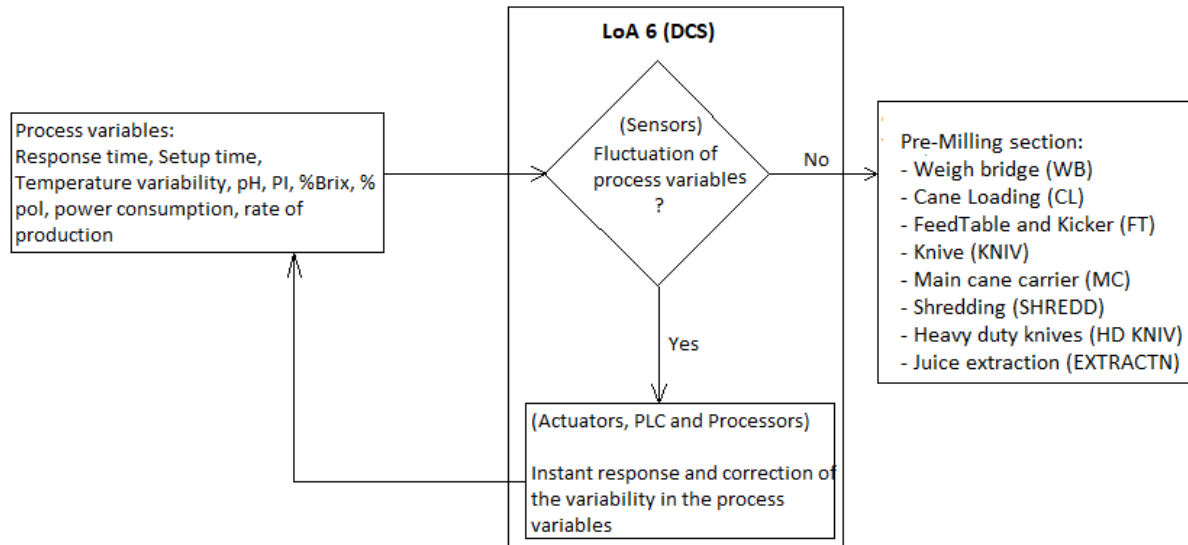 LoA 6 (DCS)
Process variables:
Response time, Setup time,
Temperature variability, pH, PI, %Brix, %
pol, power consumption, rate of
production
(Sensors)
Fluctuation of
process variables
?
No
Yes
(Actuators, PLC and Processors)
Instant response and correction of
the variability in the process
variables
Pre-Milling section:
- Weigh bridge (WB)
- Cane Loading (CL)
- FeedTable and Kicker (FT)
- Knive (KNIV)
- Main cane carrier (MC)
- Shredding (SHREDD)
- Heavy duty knives (HD KNIV)
- Juice extraction (EXTRACTN)